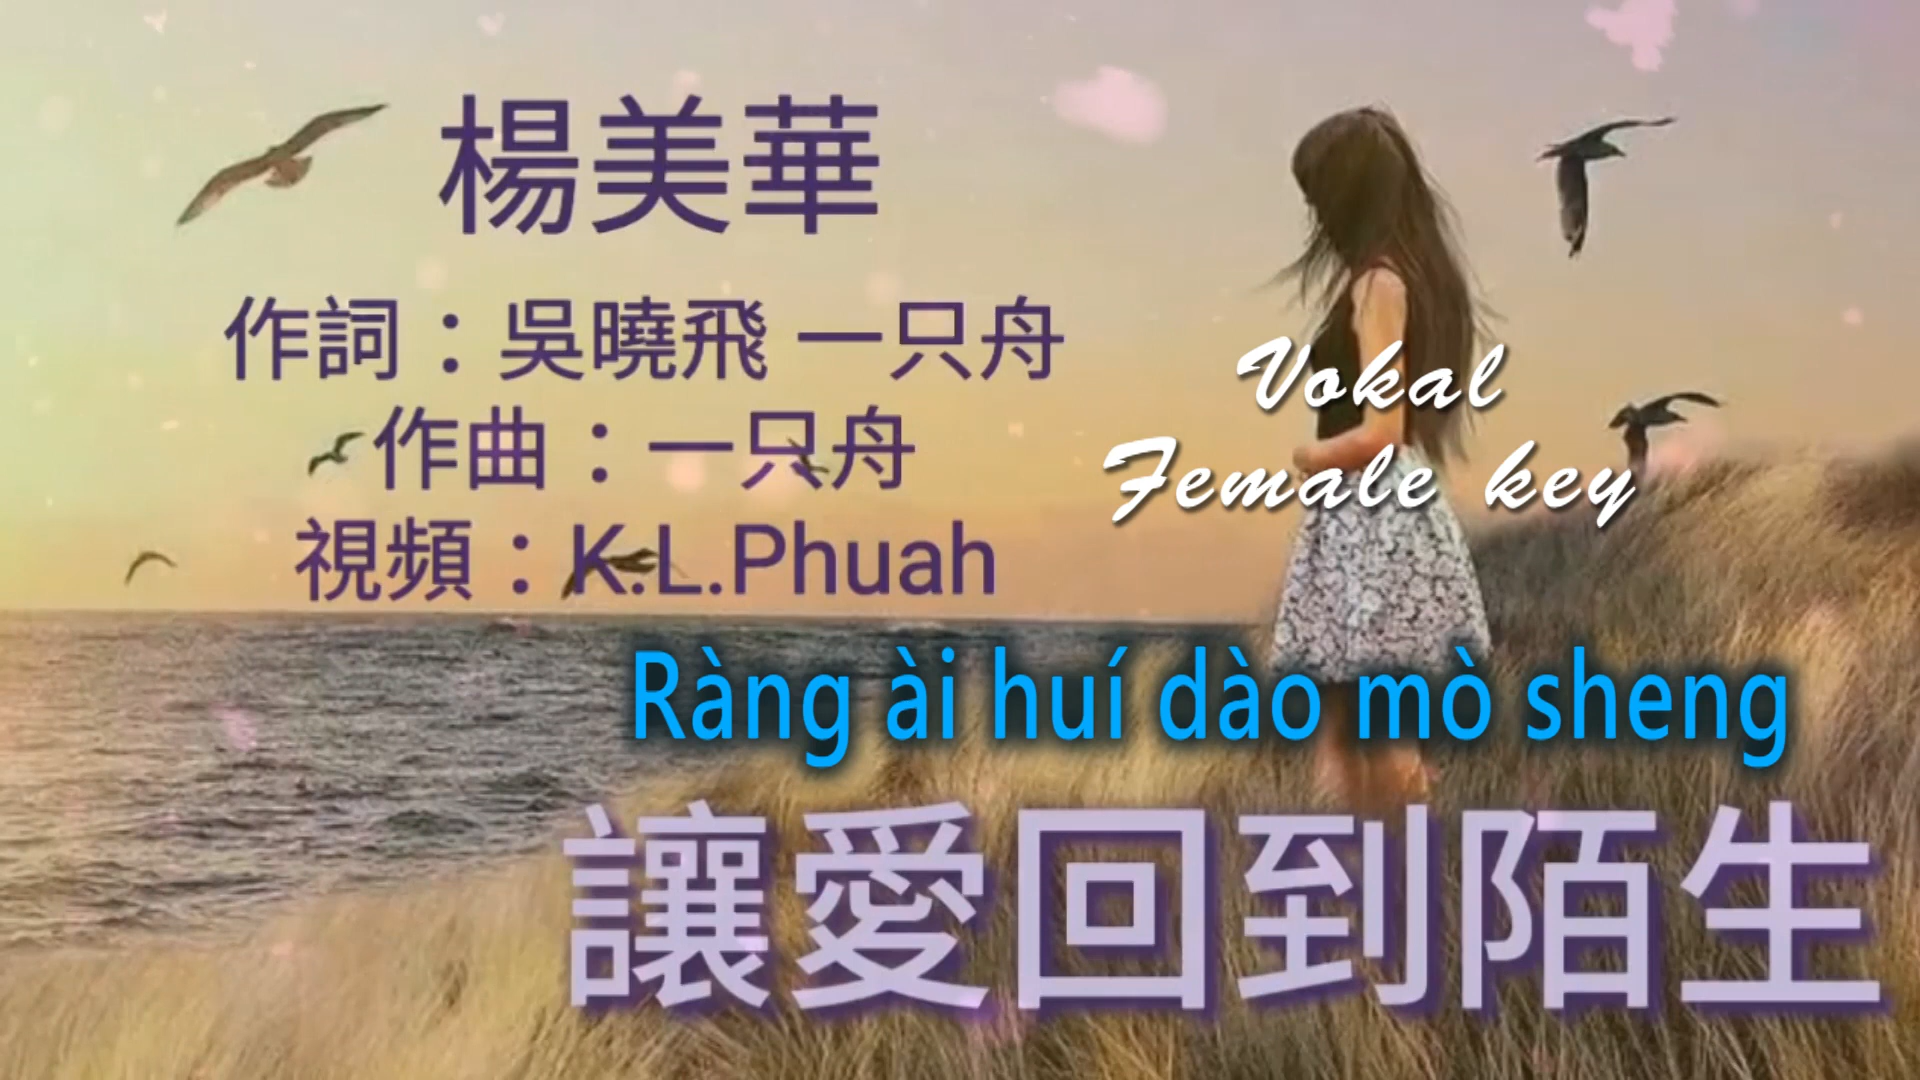 楊美華
作詞：吳曉飛 一只舟
作曲：一只舟
視頻：K.L.Phuah
Vokal
Female key
Ràng ài huí dào mò sheng
讓愛回到陌生